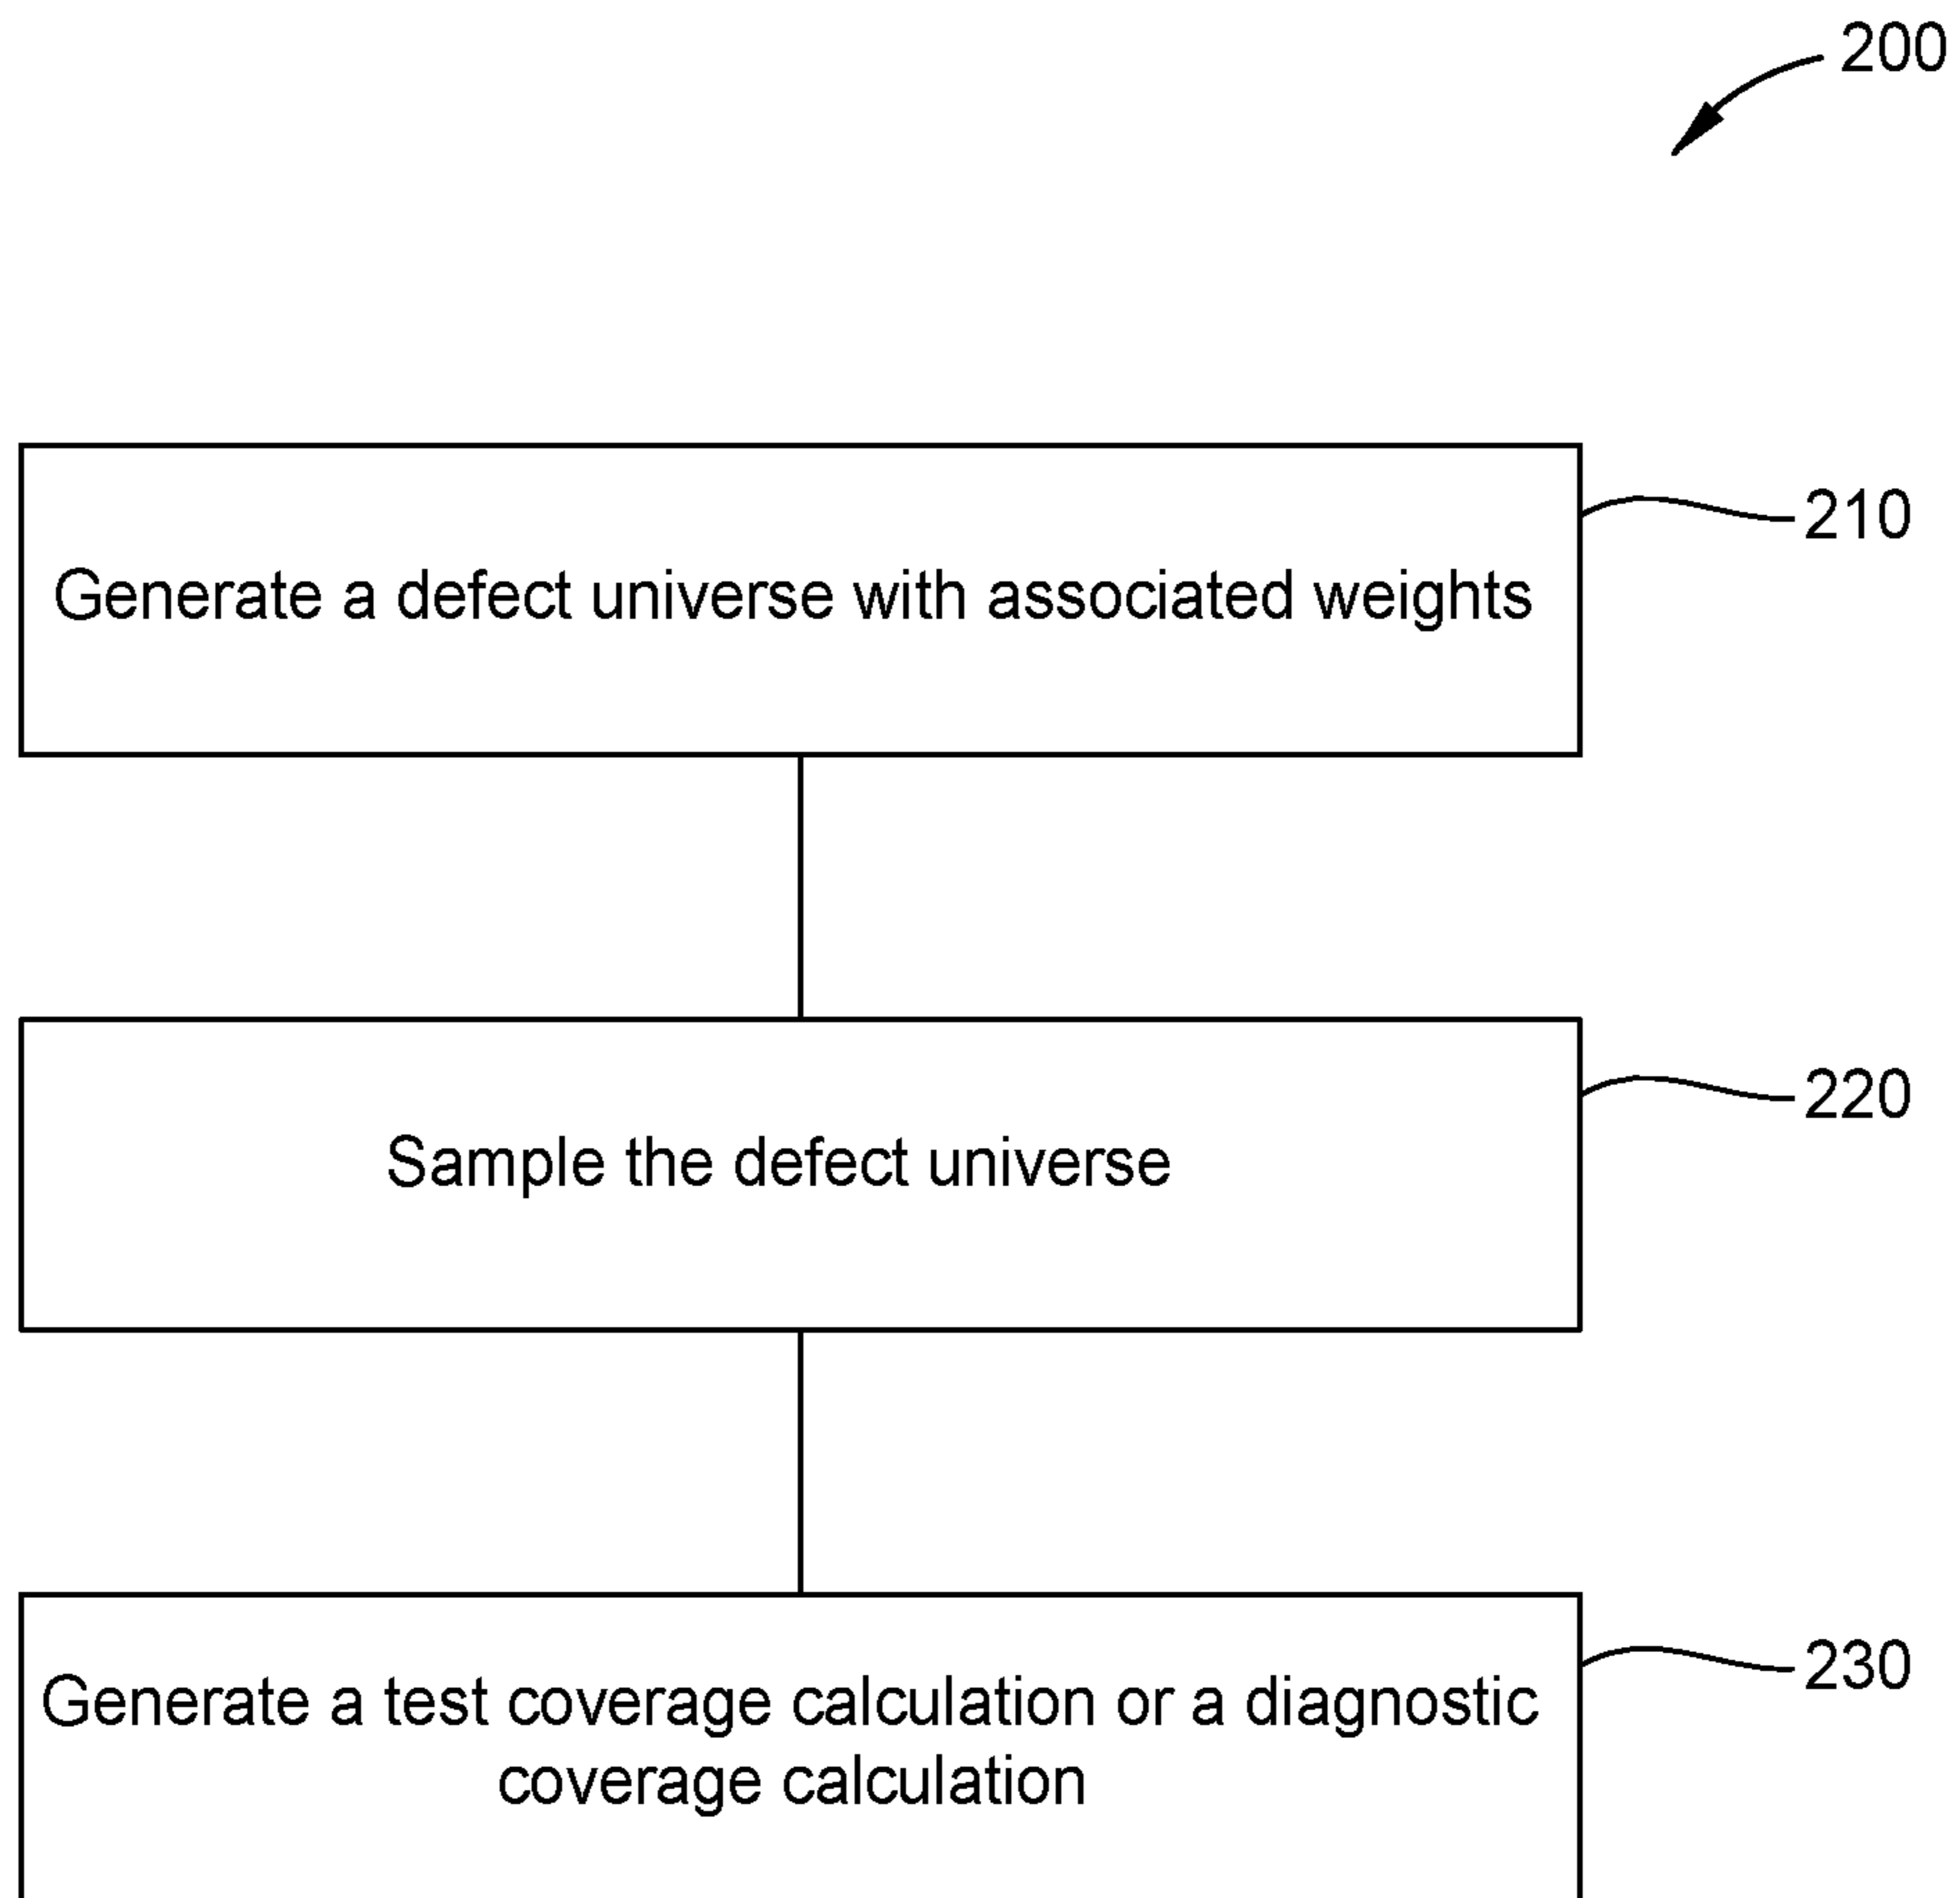 200
210
Generate a defect universe with associated weights
220
Sample the defect universe
230
Generate a test coverage calculation or a diagnostic
coverage calculation